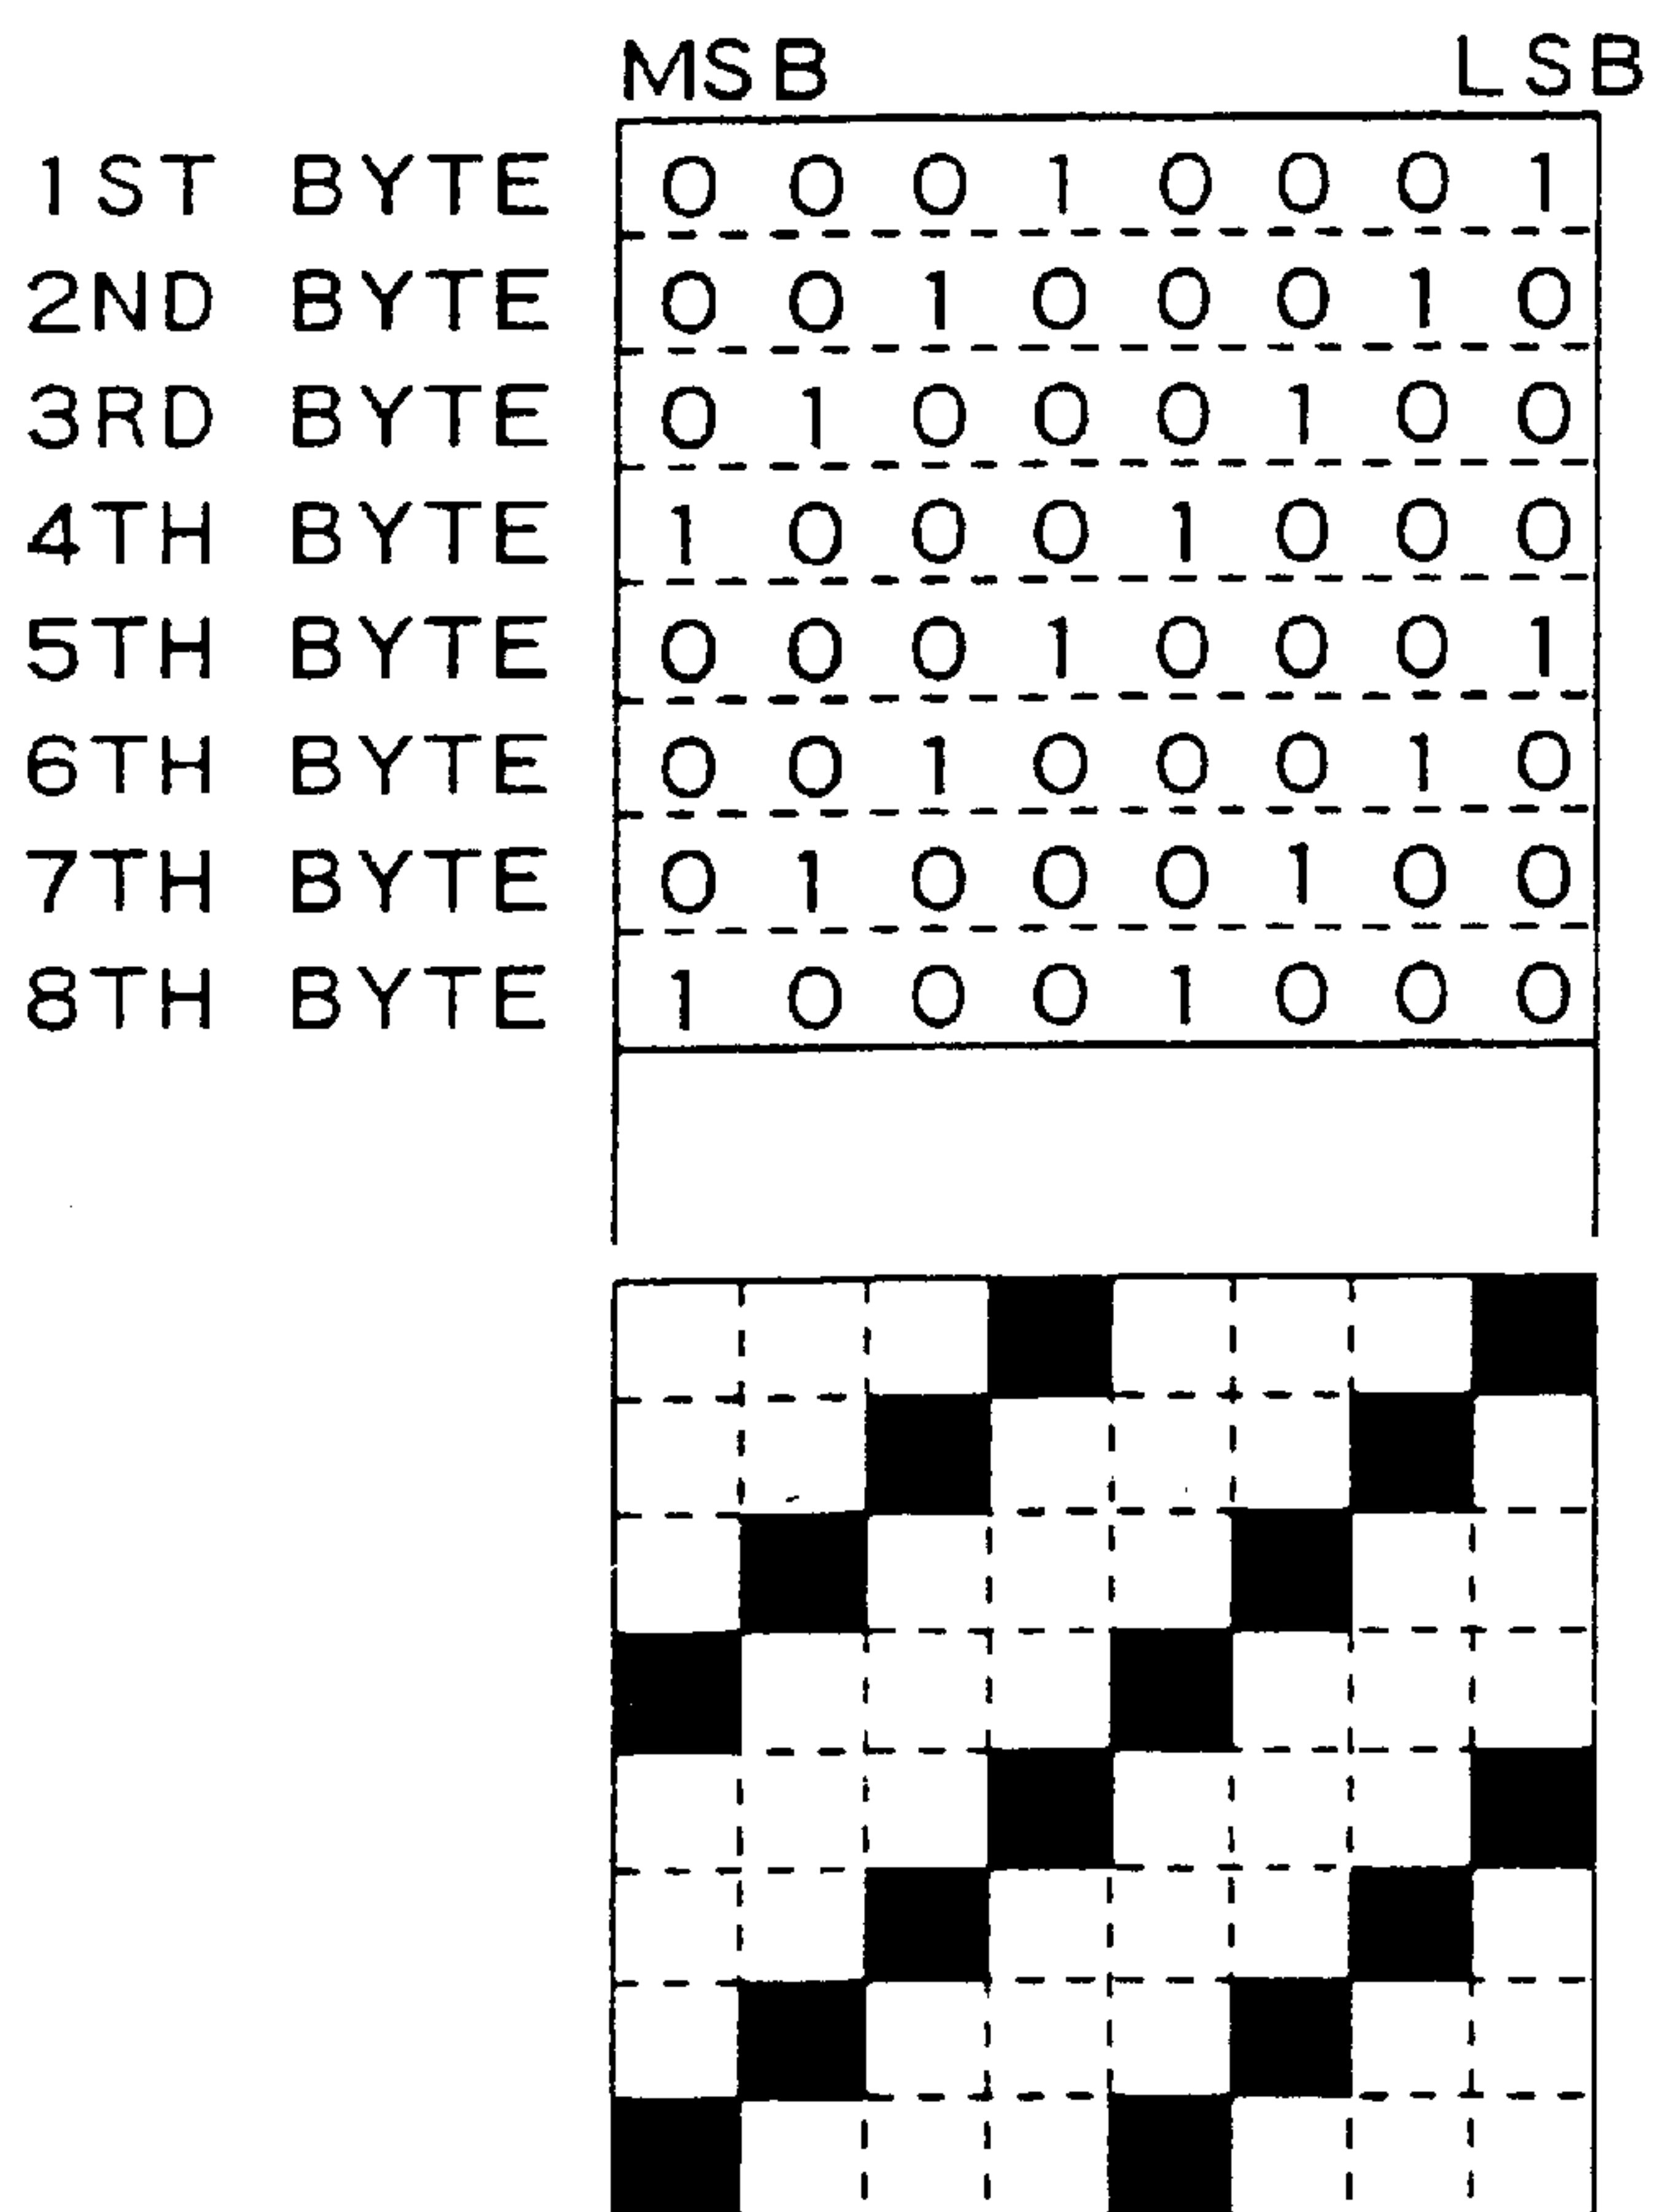 MSB LSB
1ST BYTE 0 0 0 1 0 0 0 1
2ND BYTE 0 0 1 0 0 0 1 0
3RD BYTE 0 1 0 0 0 1 0 0
4TH BYTE 1 0 0 0 1 0 0 0
5TH BYTE 0 0 0 1 0 0 0 1
6TH BYTE 0 0 1 0 0 0 1 0
7TH BYTE 0 1 0 0 0 1 0 0
8TH BYTE 1 0 0 0 1 0 0 0